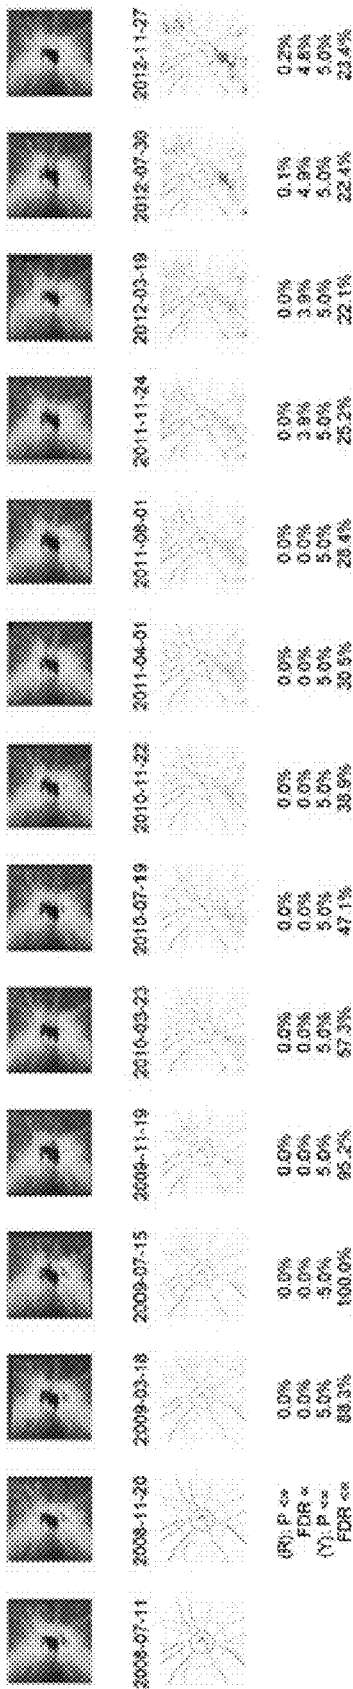 2008-07-11 2008-11-20 2009-03-18 2009-07-15 2009-11-19 2010-03-23 2010-07-19 2010-11-22 2011-04-01 2011-08-01 2011-11-24 2012-03-19 2012-07-30 2012-11-27
(R): P <= 0.0% 0.0% 0.0% 0.0% 0.0% 0.0% 0.0% 0.0% 0.0% 0.0% 0.1% 0.2%
FDR < 0.0% 0.0% 0.0% 0.0% 0.0% 0.0% 0.0% 0.0% 3.9% 3.9% 4.9% 4.8%
(Y): P <= 5.0% 5.0% 5.0% 5.0% 5.0% 5.0% 5.0% 5.0% 5.0% 5.0% 5.0% 5.0%
FDR <= 88.3% 100.0% 95.2% 57.3% 47.1% 38.9% 30.5% 28.4% 25.2% 22.1% 22.4% 23.4%